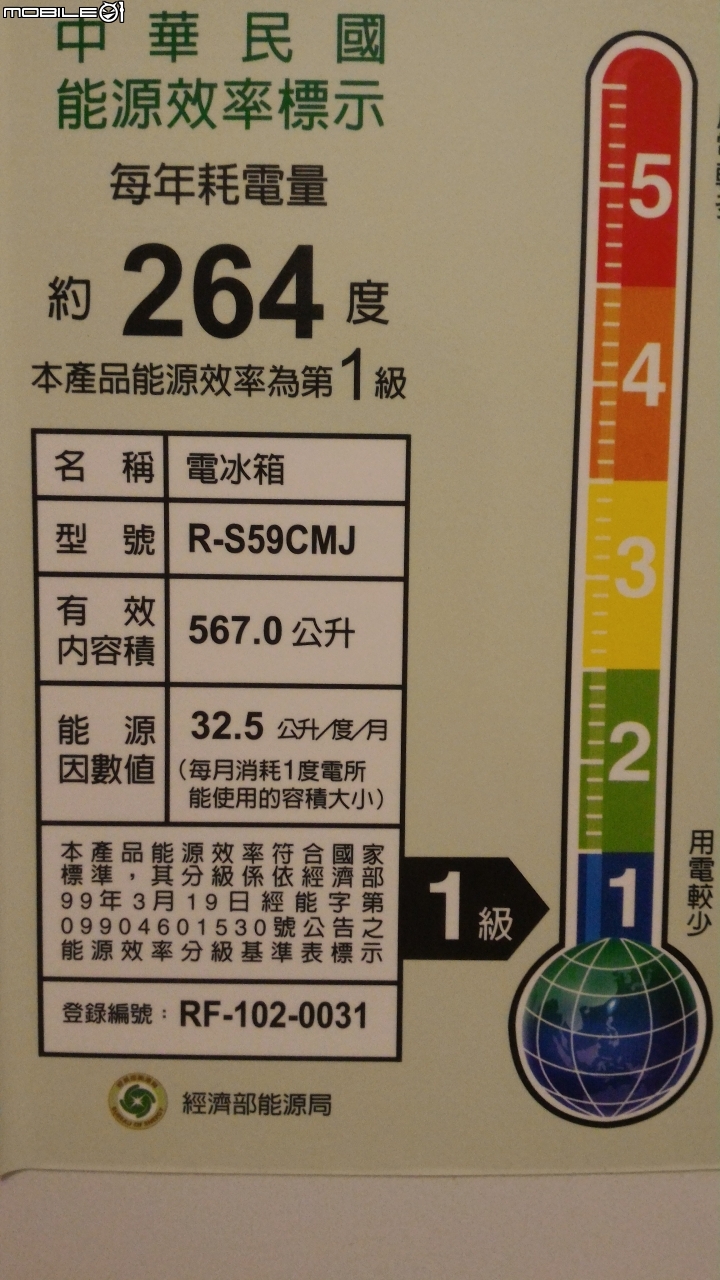 MOBILE01
中華民國
能源效率標示
每年耗電量
約 264 度
本產品能源效率為第1級
名稱 電冰箱
型號 R-S59CMJ
有效
內容積 567.0 公升
能源
因數值 32.5 公升/度/月
(每月消耗1度電所
能使用的容積大小)
本產品能源效率符合國家
標準,其分級係依經濟部
99年3月19日經能字第
09904601530號公告之
能源效率分級基準表標示
登錄編號:RF-102-0031
經濟部能源局
5
4
3
2
1
1級
用電較少